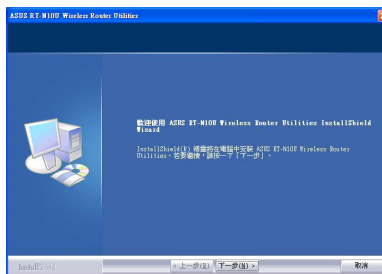 ASUS RT-N10U Wireless Router Utilities
歡迎使用 ASUS RT-N10U Wireless Router Utilities InstallShield
Wizard
InstallShield(R) 精靈將在電腦中安裝 ASUS RT-N10U Wireless Router
Utilities。若要繼續，請按一下「下一步」。
InstallShield
< 上一步(B)
下一步(N) >
取消